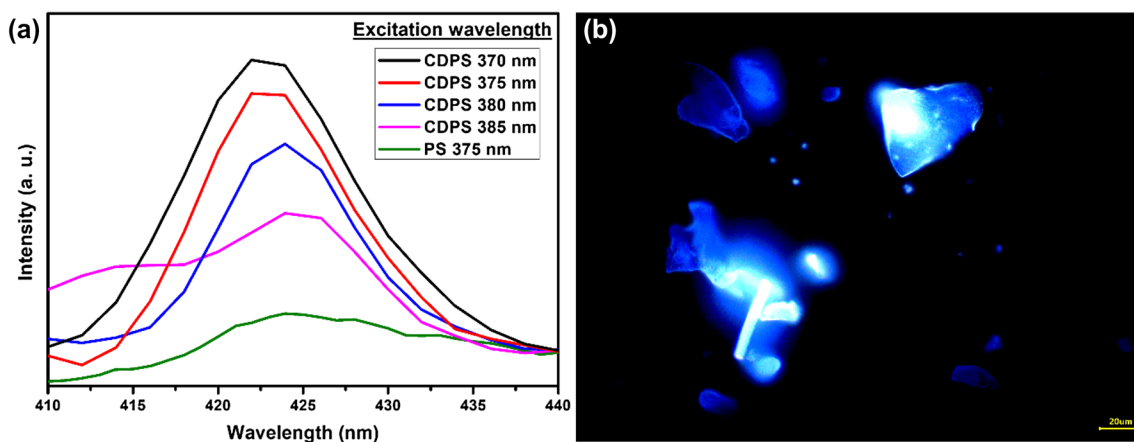 (a)
Excitation wavelength
CDPS 370 nm
CDPS 375 nm
CDPS 380 nm
CDPS 385 nm
PS 375 nm
Intensity (a. u.)
410 415 420 425 430 435 440
Wavelength (nm)
(b)
20um